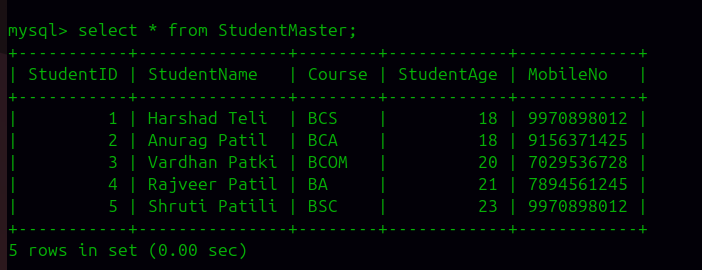 mysql> select * from StudentMaster;
+-----------+--------------+--------+------------+------------+
| StudentID | StudentName   | Course | StudentAge | MobileNo   |
+-----------+--------------+--------+------------+------------+
|         1 | Harshad Teli  | BCS    |         18 | 9970898012 |
|         2 | Anurag Patil  | BCA    |         18 | 9156371425 |
|         3 | Vardhan Patki | BCOM   |         20 | 7029536728 |
|         4 | Rajveer Patil | BA     |         21 | 7894561245 |
|         5 | Shruti Patili | BSC    |         23 | 9970898012 |
+-----------+--------------+--------+------------+------------+
5 rows in set (0.00 sec)